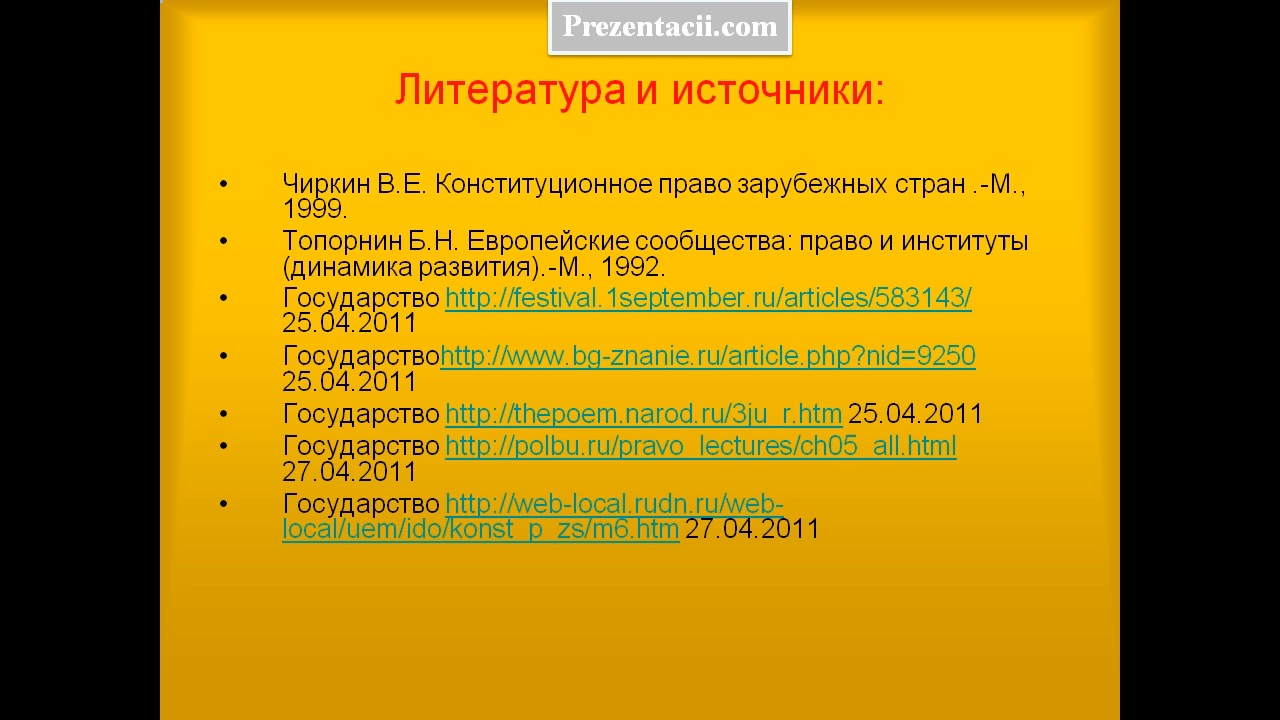 Prezentacii.com
Литература и источники:
• Чиркин В.Е. Конституционное право зарубежных стран .-М.,
1999.
• Топорнин Б.Н. Европейские сообщества: право и институты
(динамика развития).-М., 1992.
• Государство http://festival.1september.ru/articles/583143/
25.04.2011
• Государствоhttp://www.bg-znanie.ru/article.php?nid=9250
25.04.2011
• Государство http://thepoem.narod.ru/3ju_r.htm 25.04.2011
• Государство http://polbu.ru/pravo_lectures/ch05_all.html
27.04.2011
• Государство http://web-local.rudn.ru/web-
local/uem/ido/konst_p_zs/m6.htm 27.04.2011